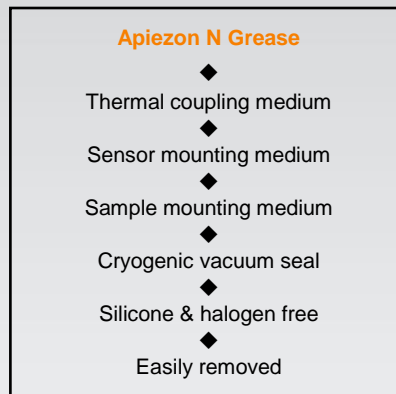 Apiezon N Grease
◆
Thermal coupling medium
◆
Sensor mounting medium
◆
Sample mounting medium
◆
Cryogenic vacuum seal
◆
Silicone & halogen free
◆
Easily removed